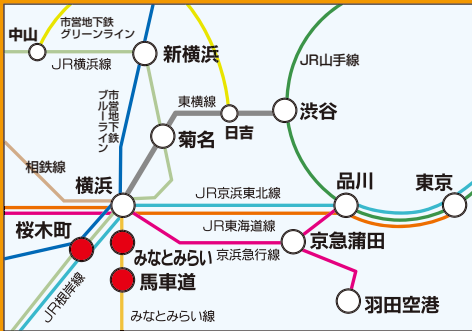 市営地下鉄
グリーンライン
中山
JR横浜線
新横浜
JR山手線
市営地下鉄
ブルーライン
東横線
日吉
渋谷
菊名
相鉄線
横浜
JR京浜東北線
品川
東京
桜木町
JR東海道線
みなとみらい
京浜急行線
京急蒲田
馬車道
JR根岸線
羽田空港
みなとみらい線